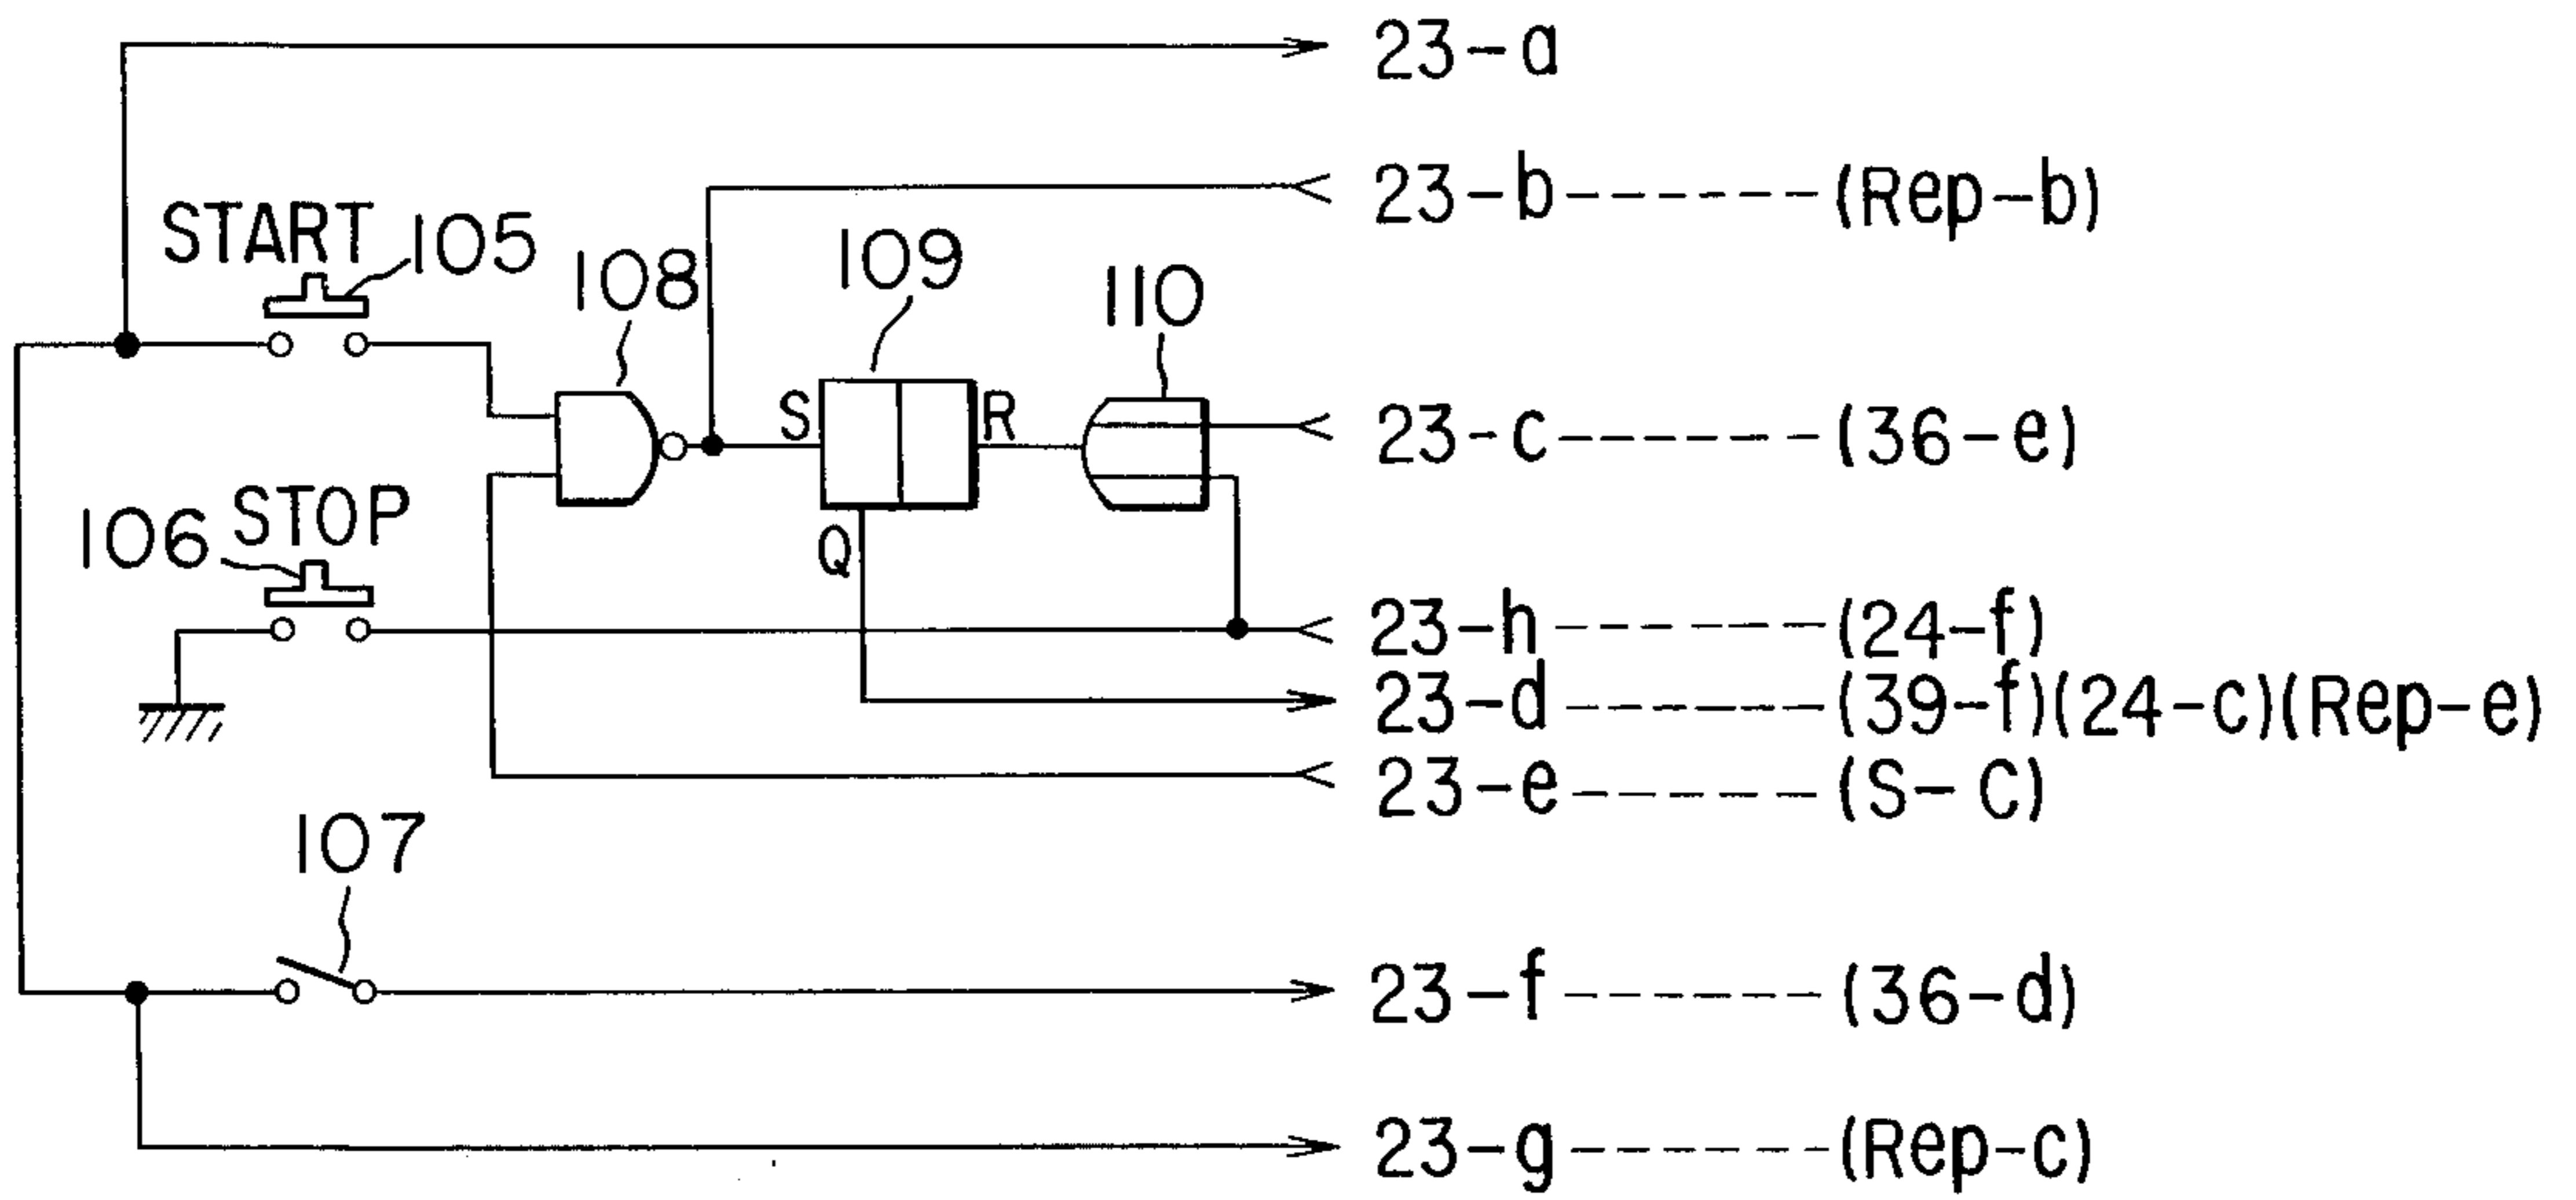 23-a
23-b ------- (Rep-b)
START 105
108
109
110
S
R
23-c ------- (36-e)
106 STOP
Q
23-h ------- (24-f)
23-d ------- (39-f)(24-c)(Rep-e)
23-e ------- (S-C)
107
23-f ------- (36-d)
23-g ------- (Rep-c)